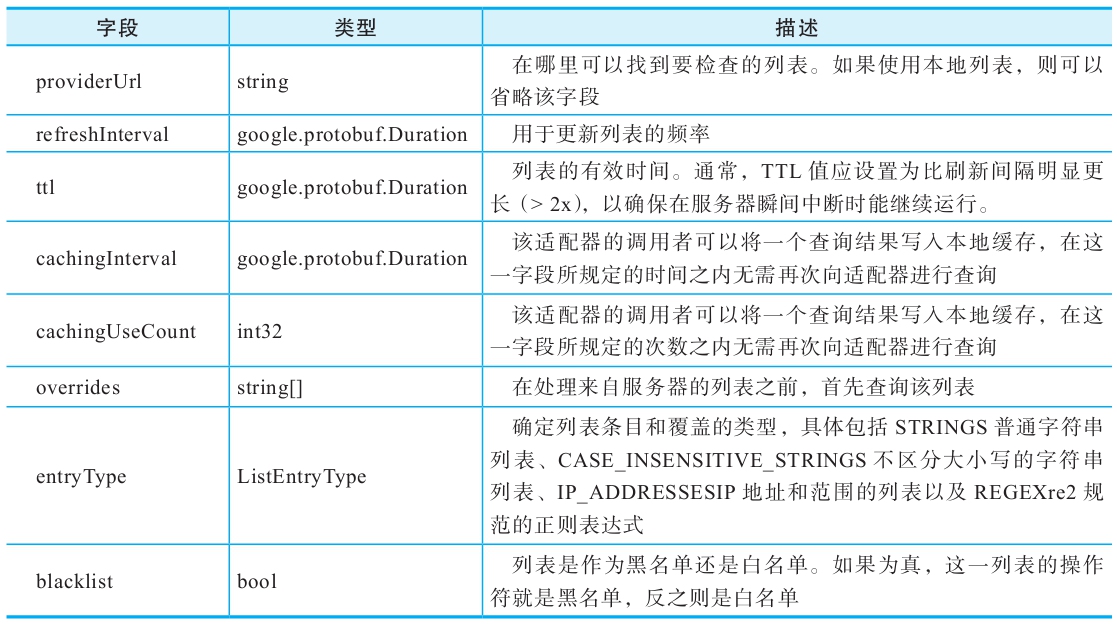 字段 类型 描述
providerUrl string 在哪里可以找到要检查的列表。如果使用本地列表，则可以
省略该字段
refreshInterval google.protobuf.Duration 用于更新列表的频率
ttl google.protobuf.Duration 列表的有效时间。通常，TTL 值应设置为比刷新间隔明显更
长（> 2x），以确保在服务器瞬间中断时能继续运行。
cachingInterval google.protobuf.Duration 该适配器的调用者可以将一个查询结果写入本地缓存，在这
一字段所规定的时间之内无需再次向适配器进行查询
cachingUseCount int32 该适配器的调用者可以将一个查询结果写入本地缓存，在这
一字段所规定的次数之内无需再次向适配器进行查询
overrides string[] 在处理来自服务器的列表之前，首先查询该列表
entryType ListEntryType 确定列表条目和覆盖的类型，具体包括 STRINGS 普通字符串
列表、CASE_INSENSITIVE_STRINGS 不区分大小写的字符串
列表、IP_ADDRESSESIP 地址和范围的列表以及 REGEXre2 规
范的正则表达式
blacklist bool 列表是作为黑名单还是白名单。如果为真，这一列表的操作
符就是黑名单，反之则是白名单